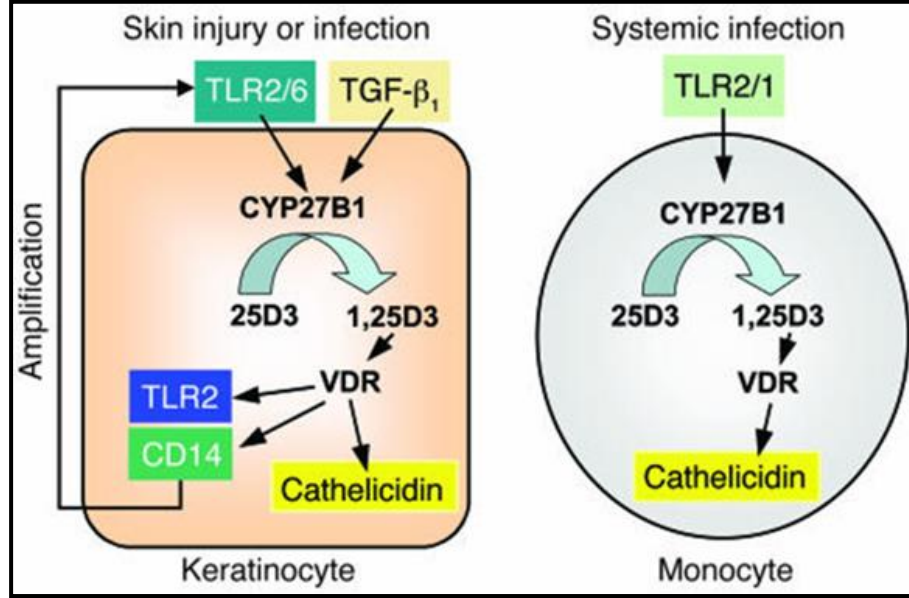 Skin injury or infection
TLR2/6
TGF-β₁
CYP27B1
25D3
1,25D3
VDR
TLR2
CD14
Cathelicidin
Amplification
Keratinocyte
Systemic infection
TLR2/1
CYP27B1
25D3
1,25D3
VDR
Cathelicidin
Monocyte